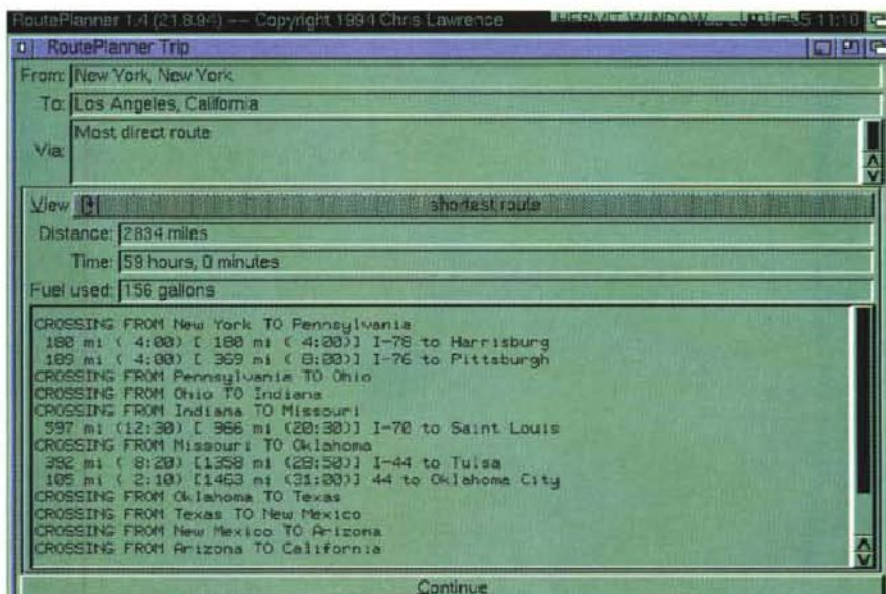 RoutePlanner 1.4 (21.8.94) -- Copyright 1994 Chris Lawrence HERMIT WINDOW 11:10
RoutePlanner Trip
From: New York, New York
To: Los Angeles, California
Via: Most direct route
View shortest route
Distance: 2834 miles
Time: 59 hours, 0 minutes
Fuel used: 156 gallons
CROSSING FROM New York TO Pennsylvania
180 mi ( 4:00) [ 180 mi ( 4:00)] I-78 to Harrisburg
189 mi ( 4:00) [ 369 mi ( 8:00)] I-76 to Pittsburgh
CROSSING FROM Pennsylvania TO Ohio
CROSSING FROM Ohio TO Indiana
CROSSING FROM Indiana TO Missouri
597 mi (12:30) [ 966 mi (20:30)] I-70 to Saint Louis
CROSSING FROM Missouri TO Oklahoma
392 mi ( 8:20) [1358 mi (28:50)] I-44 to Tulsa
105 mi ( 2:10) [1463 mi (31:00)] 44 to Oklahoma City
CROSSING FROM Oklahoma TO Texas
CROSSING FROM Texas TO New Mexico
CROSSING FROM New Mexico TO Arizona
CROSSING FROM Arizona TO California
Continue